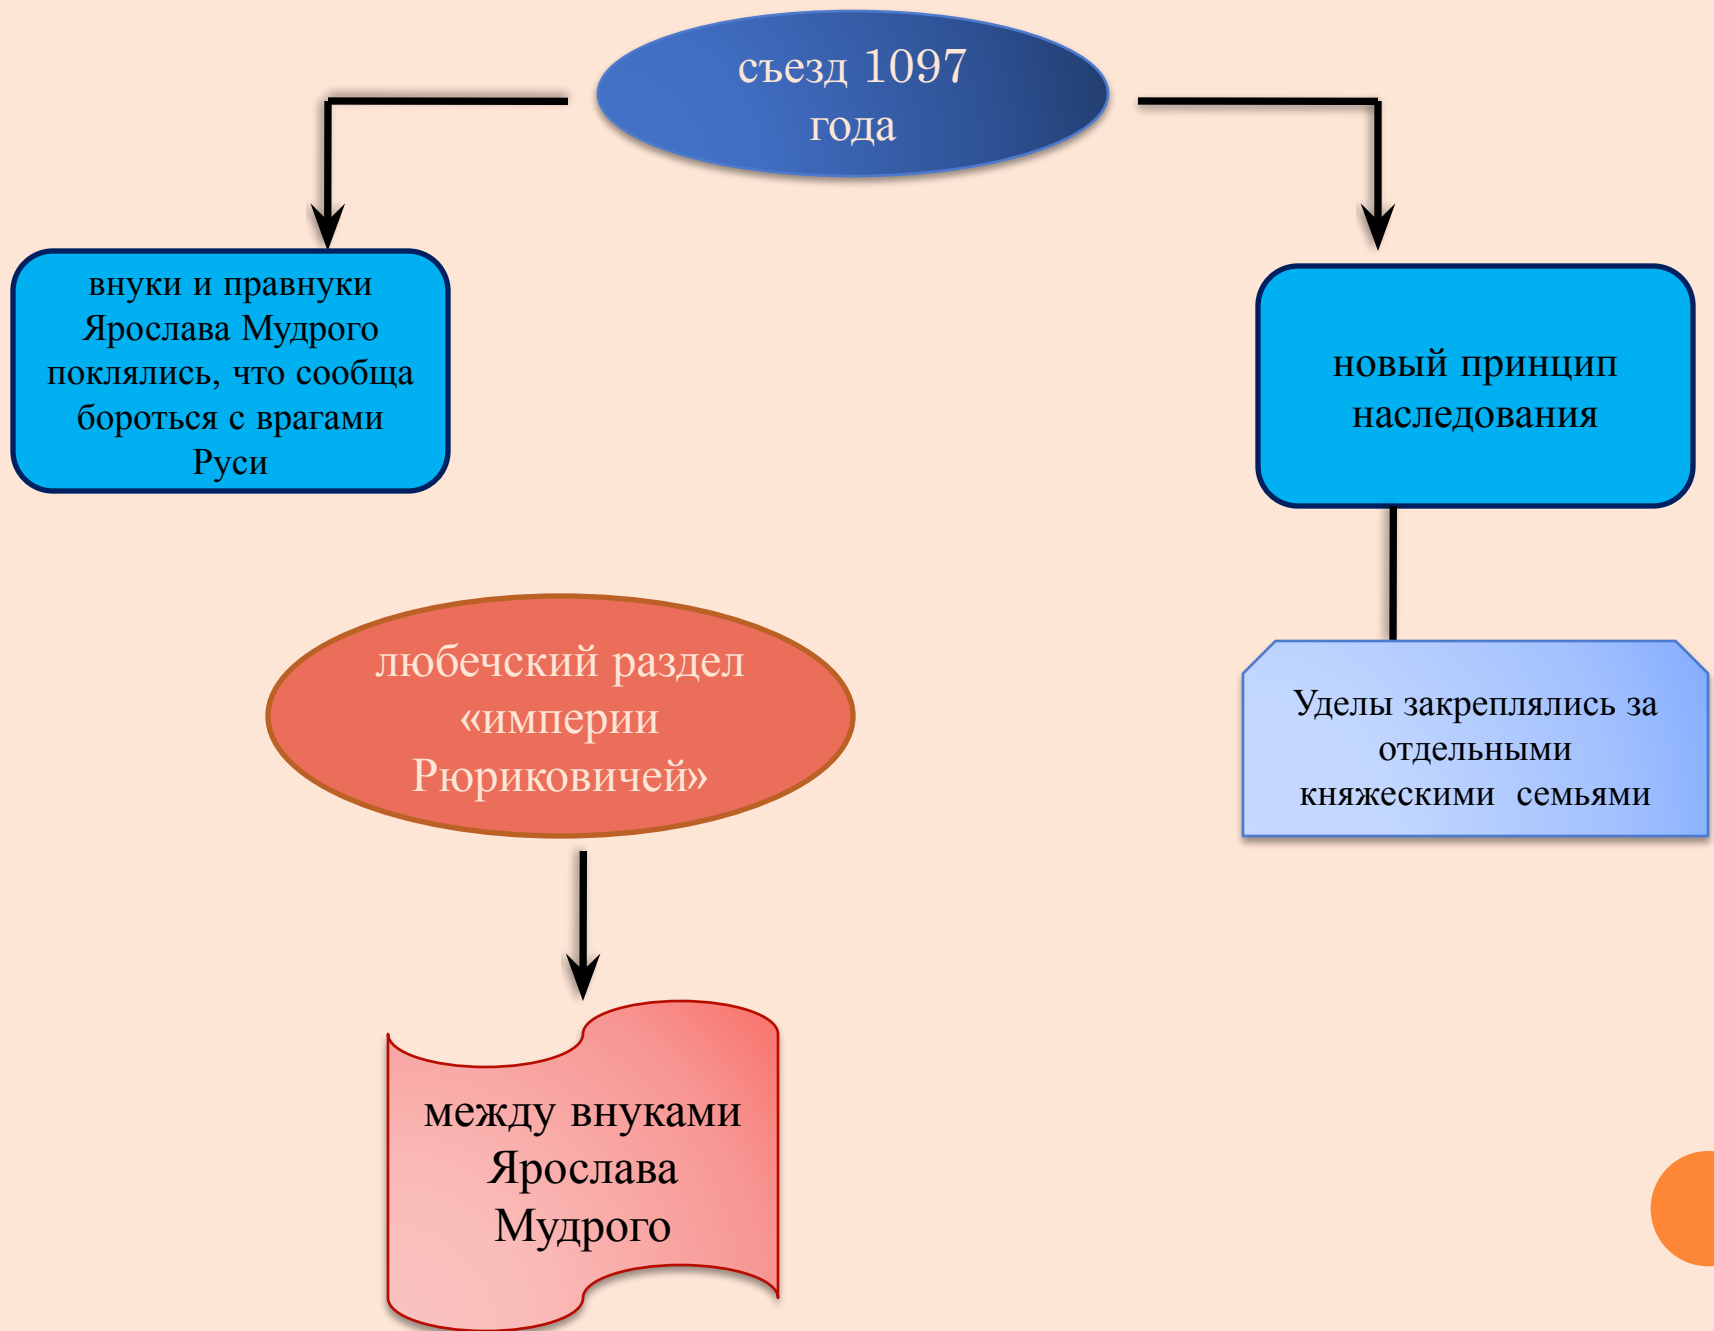 съезд 1097
года
внуки и правнуки
Ярослава Мудрого
поклялись, что сообща
бороться с врагами
Руси
новый принцип
наследования
Уделы закреплялись за
отдельными
княжескими семьями
любечский раздел
«империи
Рюриковичей»
между внуками
Ярослава
Мудрого